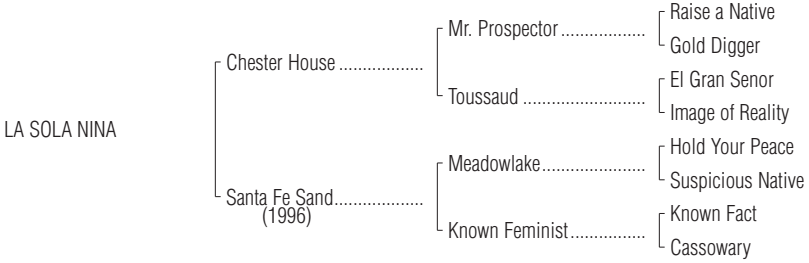 Raise a Native
Mr. Prospector ..................
Gold Digger
Chester House ..................
El Gran Senor
Toussaud ..........................
Image of Reality
LA SOLA NINA
Hold Your Peace
Meadowlake......................
Suspicious Native
Santa Fe Sand...................
(1996)
Known Fact
Known Feminist................
Cassowary